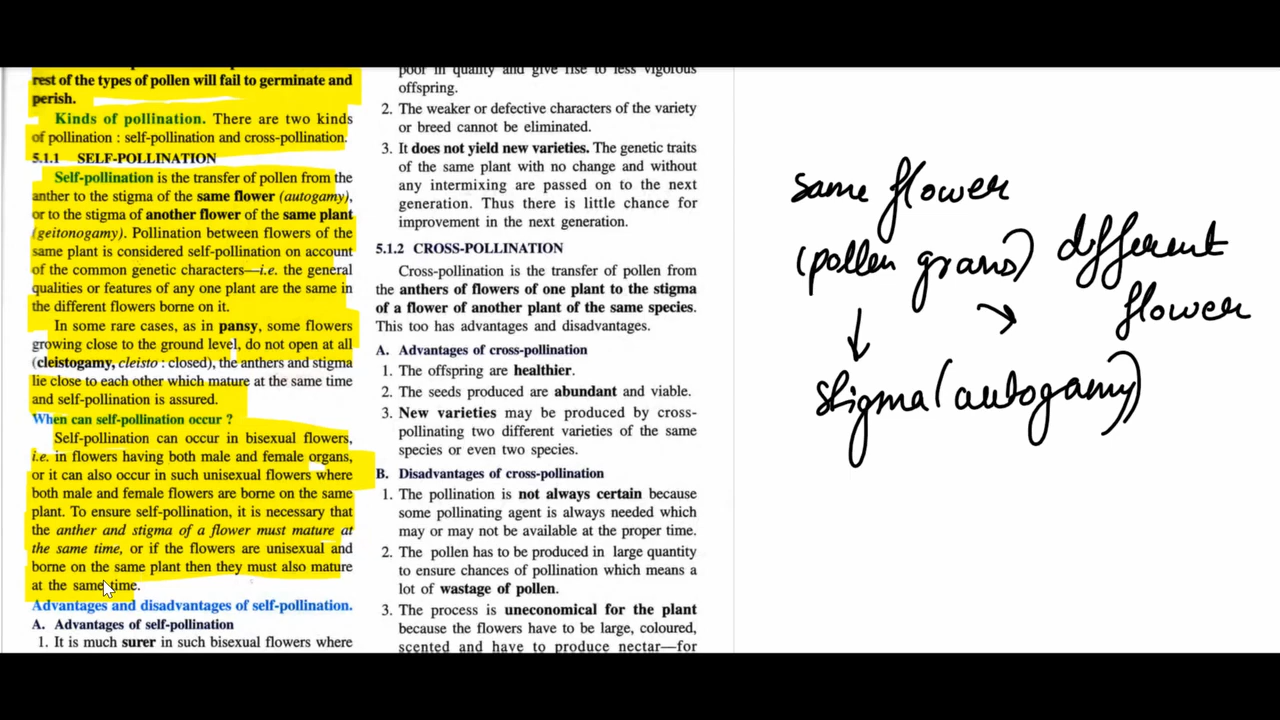 rest of the types of pollen will fail to germinate and
perish.
Kinds of pollination. There are two kinds
of pollination : self-pollination and cross-pollination.
5.1.1 SELF-POLLINATION
Self-pollination is the transfer of pollen from the
anther to the stigma of the same flower (autogamy),
or to the stigma of another flower of the same plant
(geitonogamy). Pollination between flowers of the
same plant is considered self-pollination on account
of the common genetic characters—i.e. the general
qualities or features of any one plant are the same in
the different flowers borne on it.
In some rare cases, as in pansy, some flowers
growing close to the ground level, do not open at all
(cleistogamy, cleisto : closed), the anthers and stigma
lie close to each other which mature at the same time
and self-pollination is assured.
When can self-pollination occur ?
Self-pollination can occur in bisexual flowers,
i.e. in flowers having both male and female organs,
or it can also occur in such unisexual flowers where
both male and female flowers are borne on the same
plant. To ensure self-pollination, it is necessary that
the anther and stigma of a flower must mature at
the same time, or if the flowers are unisexual and
borne on the same plant then they must also mature
at the same time.
Advantages and disadvantages of self-pollination.
A. Advantages of self-pollination
1. It is much surer in such bisexual flowers where
poor in quality and give rise to less vigorous
offspring.
2. The weaker or defective characters of the variety
or breed cannot be eliminated.
3. It does not yield new varieties. The genetic traits
of the same plant with no change and without
any intermixing are passed on to the next
generation. Thus there is little chance for
improvement in the next generation.
5.1.2 CROSS-POLLINATION
Cross-pollination is the transfer of pollen from
the anthers of flowers of one plant to the stigma
of a flower of another plant of the same species.
This too has advantages and disadvantages.
A. Advantages of cross-pollination
1. The offspring are healthier.
2. The seeds produced are abundant and viable.
3. New varieties may be produced by cross-
pollinating two different varieties of the same
species or even two species.
B. Disadvantages of cross-pollination
1. The pollination is not always certain because
some pollinating agent is always needed which
may or may not be available at the proper time.
2. The pollen has to be produced in large quantity
to ensure chances of pollination which means a
lot of wastage of pollen.
3. The process is uneconomical for the plant
because the flowers have to be large, coloured,
scented and have to produce nectar—for
same flower
(pollen grans) different
flower
stigma (autogamy)